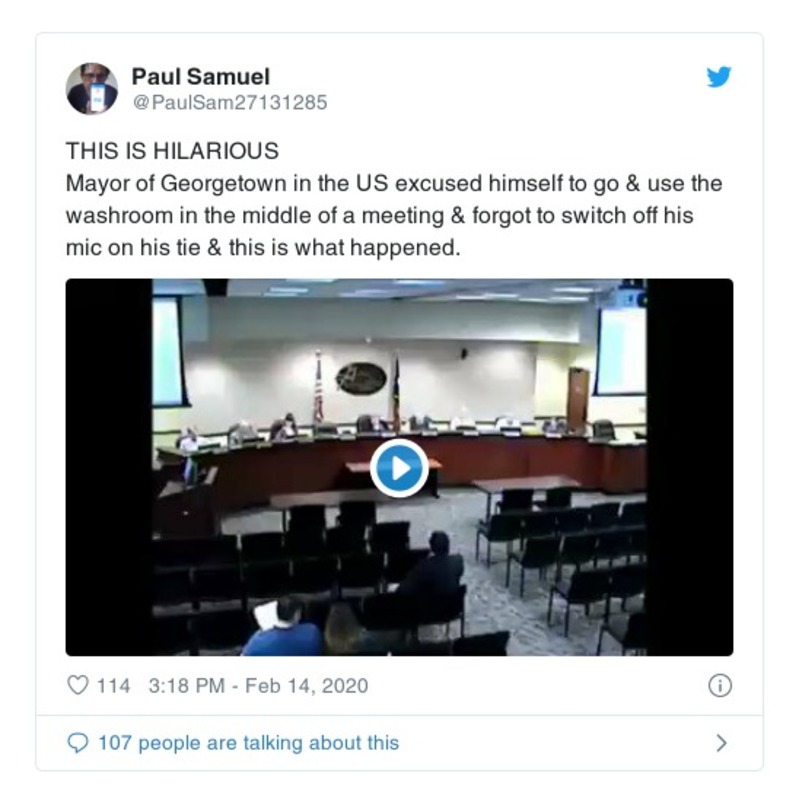 Paul Samuel
@PaulSam27131285
THIS IS HILARIOUS
Mayor of Georgetown in the US excused himself to go & use the
washroom in the middle of a meeting & forgot to switch off his
mic on his tie & this is what happened.
114 3:18 PM - Feb 14, 2020
107 people are talking about this